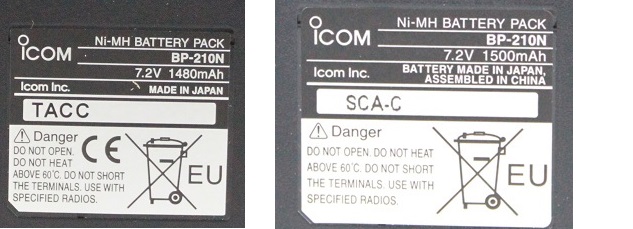 ICOM
Ni-MH BATTERY PACK
BP-210N
7.2V 1480mAh
Icom Inc. MADE IN JAPAN
TACC
Danger
DO NOT OPEN.
DO NOT HEAT
ABOVE 60°C. DO NOT SHORT
THE TERMINALS. USE WITH
SPECIFIED RADIOS.
CE
EU
ICOM
Ni-MH BATTERY PACK
BP-210N
7.2V 1500mAh
Icom Inc. BATTERY MADE IN JAPAN,
ASSEMBLED IN CHINA
SCA-C
Danger
DO NOT OPEN. DO NOT HEAT
ABOVE 60°C. DO NOT SHORT
THE TERMINALS. USE WITH
SPECIFIED RADIOS.
EU